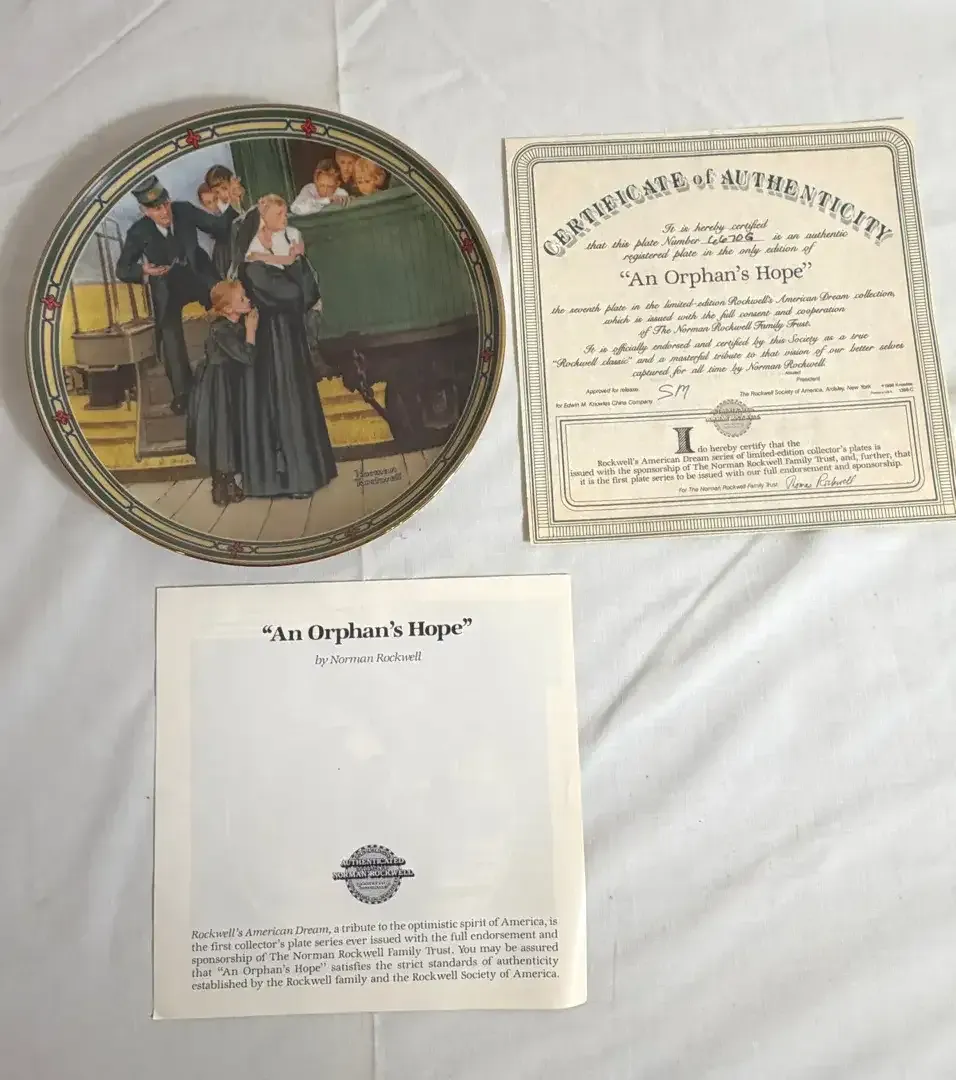 Norman
Rockwell
CERTIFICATE of AUTHENTICITY
It is hereby certified
that this plate Number 6670G is an authentic
registered plate in the only edition of
“An Orphan's Hope”
the seventh plate in the limited-edition Rockwell's American Dream collection,
which is issued with the full consent and cooperation
of The Norman Rockwell Family Trust.
It is officially endorsed and certified by this Society as a true
“Rockwell classic” and a masterful tribute to that vision of our better selves
captured for all time by Norman Rockwell.
President
Approved for release,
for Edwin M. Knowles China Company SM
The Rockwell Society of America, Ardsley, New York
I do hereby certify that the
Rockwell's American Dream series of limited-edition collector's plates is
issued with the sponsorship of The Norman Rockwell Family Trust, and, further, that
it is the first plate series to be issued with our full endorsement and sponsorship.
For The Norman Rockwell Family Trust Thomas Rockwell
“An Orphan's Hope”
by Norman Rockwell
AUTHENTICATED
NORMAN ROCKWELL
Rockwell's American Dream, a tribute to the optimistic spirit of America, is
the first collector's plate series ever issued with the full endorsement and
sponsorship of The Norman Rockwell Family Trust. You may be assured
that “An Orphan's Hope” satisfies the strict standards of authenticity
established by the Rockwell family and the Rockwell Society of America.